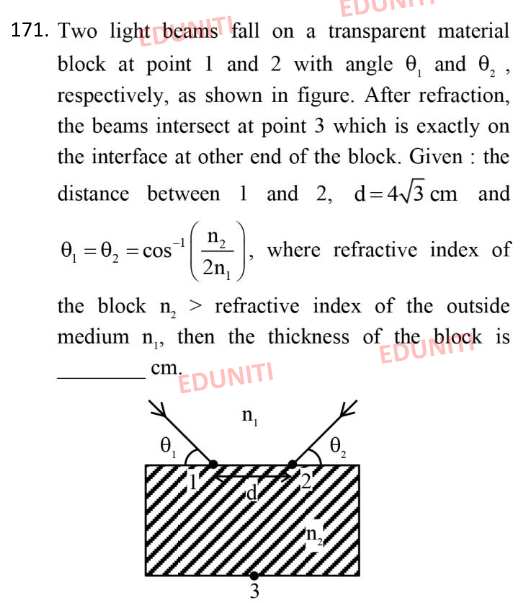 EDUNITI
171. Two light beams fall on a transparent material
EDUNITI
block at point 1 and 2 with angle θ₁ and θ₂ ,
respectively, as shown in figure. After refraction,
the beams intersect at point 3 which is exactly on
the interface at other end of the block. Given : the
distance between 1 and 2, d=4√3 cm and
θ₁ = θ₂ = cos⁻¹(n₂/2n₁), where refractive index of
the block n₂ > refractive index of the outside
medium n₁, then the thickness of the block is
EDUNITI
________ cm.
EDUNITI
n₁
θ₁ θ₂
1 d 2
n₂
3